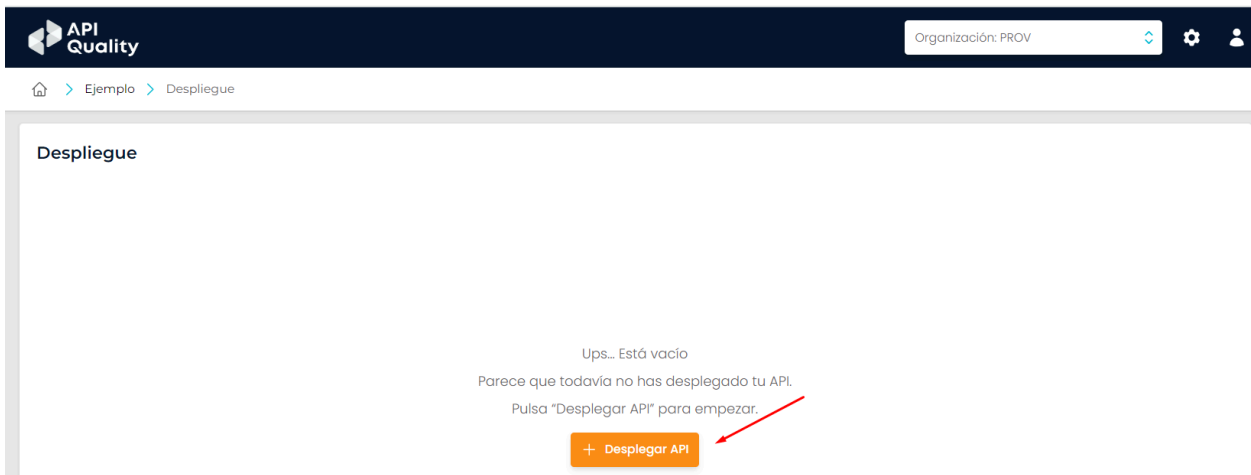 API
Quality
Organización: PROV
Ejemplo
Despliegue
Despliegue
Ups... Está vacío
Parece que todavía no has desplegado tu API.
Pulsa “Desplegar API” para empezar.
+ Desplegar API